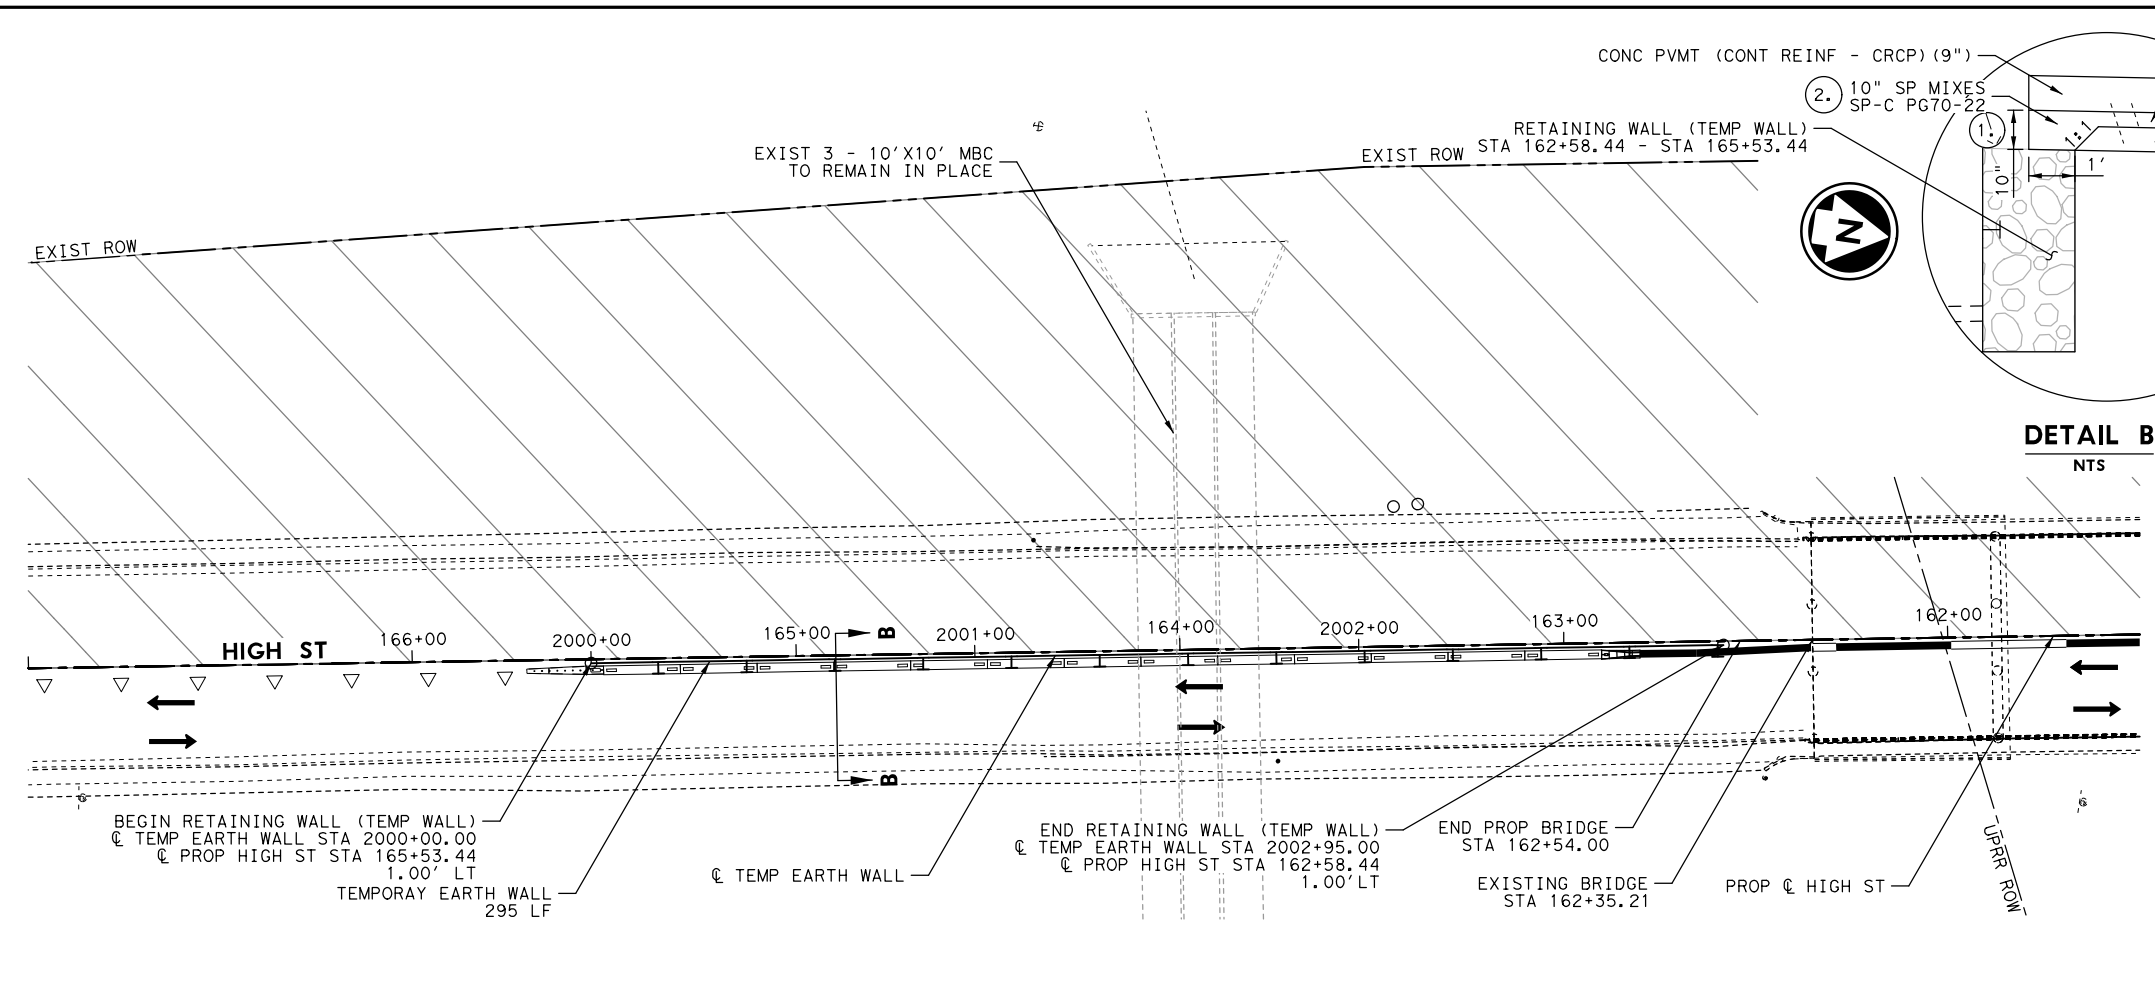 CONC PVMT (CONT REINF - CRCP)(9")
2. 10" SP MIXES
SP-C PG70-22
1.
RETAINING WALL (TEMP WALL)
STA 162+58.44 - STA 165+53.44
1:1
10"
1'
N
DETAIL B
NTS
EXIST 3 - 10'X10' MBC
TO REMAIN IN PLACE
EXIST ROW
EXIST ROW
HIGH ST
166+00
2000+00
165+00
B
2001+00
164+00
2002+00
163+00
162+00
B
BEGIN RETAINING WALL (TEMP WALL)
℄ TEMP EARTH WALL STA 2000+00.00
℄ PROP HIGH ST STA 165+53.44
1.00' LT
TEMPORAY EARTH WALL
295 LF
℄ TEMP EARTH WALL
END RETAINING WALL (TEMP WALL)
℄ TEMP EARTH WALL STA 2002+95.00
℄ PROP HIGH ST STA 162+58.44
1.00'LT
END PROP BRIDGE
STA 162+54.00
EXISTING BRIDGE
STA 162+35.21
PROP ℄ HIGH ST
UPRR ROW